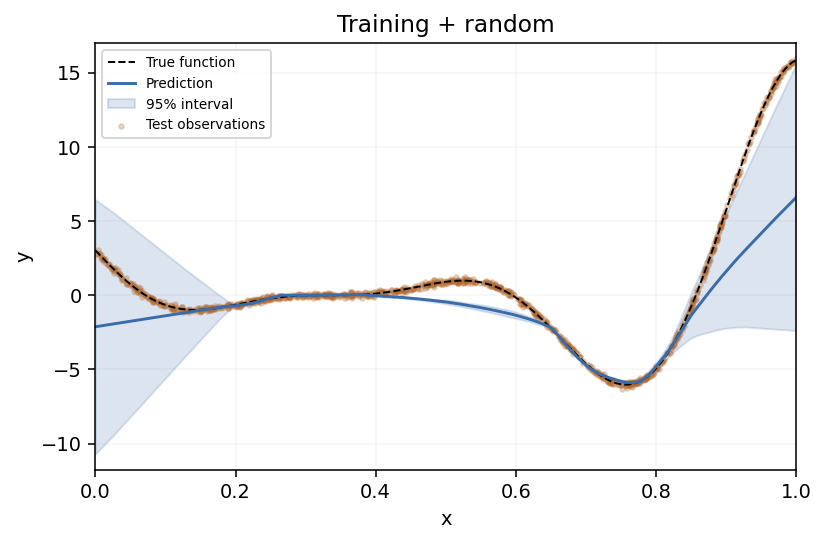 Training + random
True function
Prediction
95% interval
Test observations
15
10
5
0
−5
−10
0.0
0.2
0.4
0.6
0.8
1.0
x
y